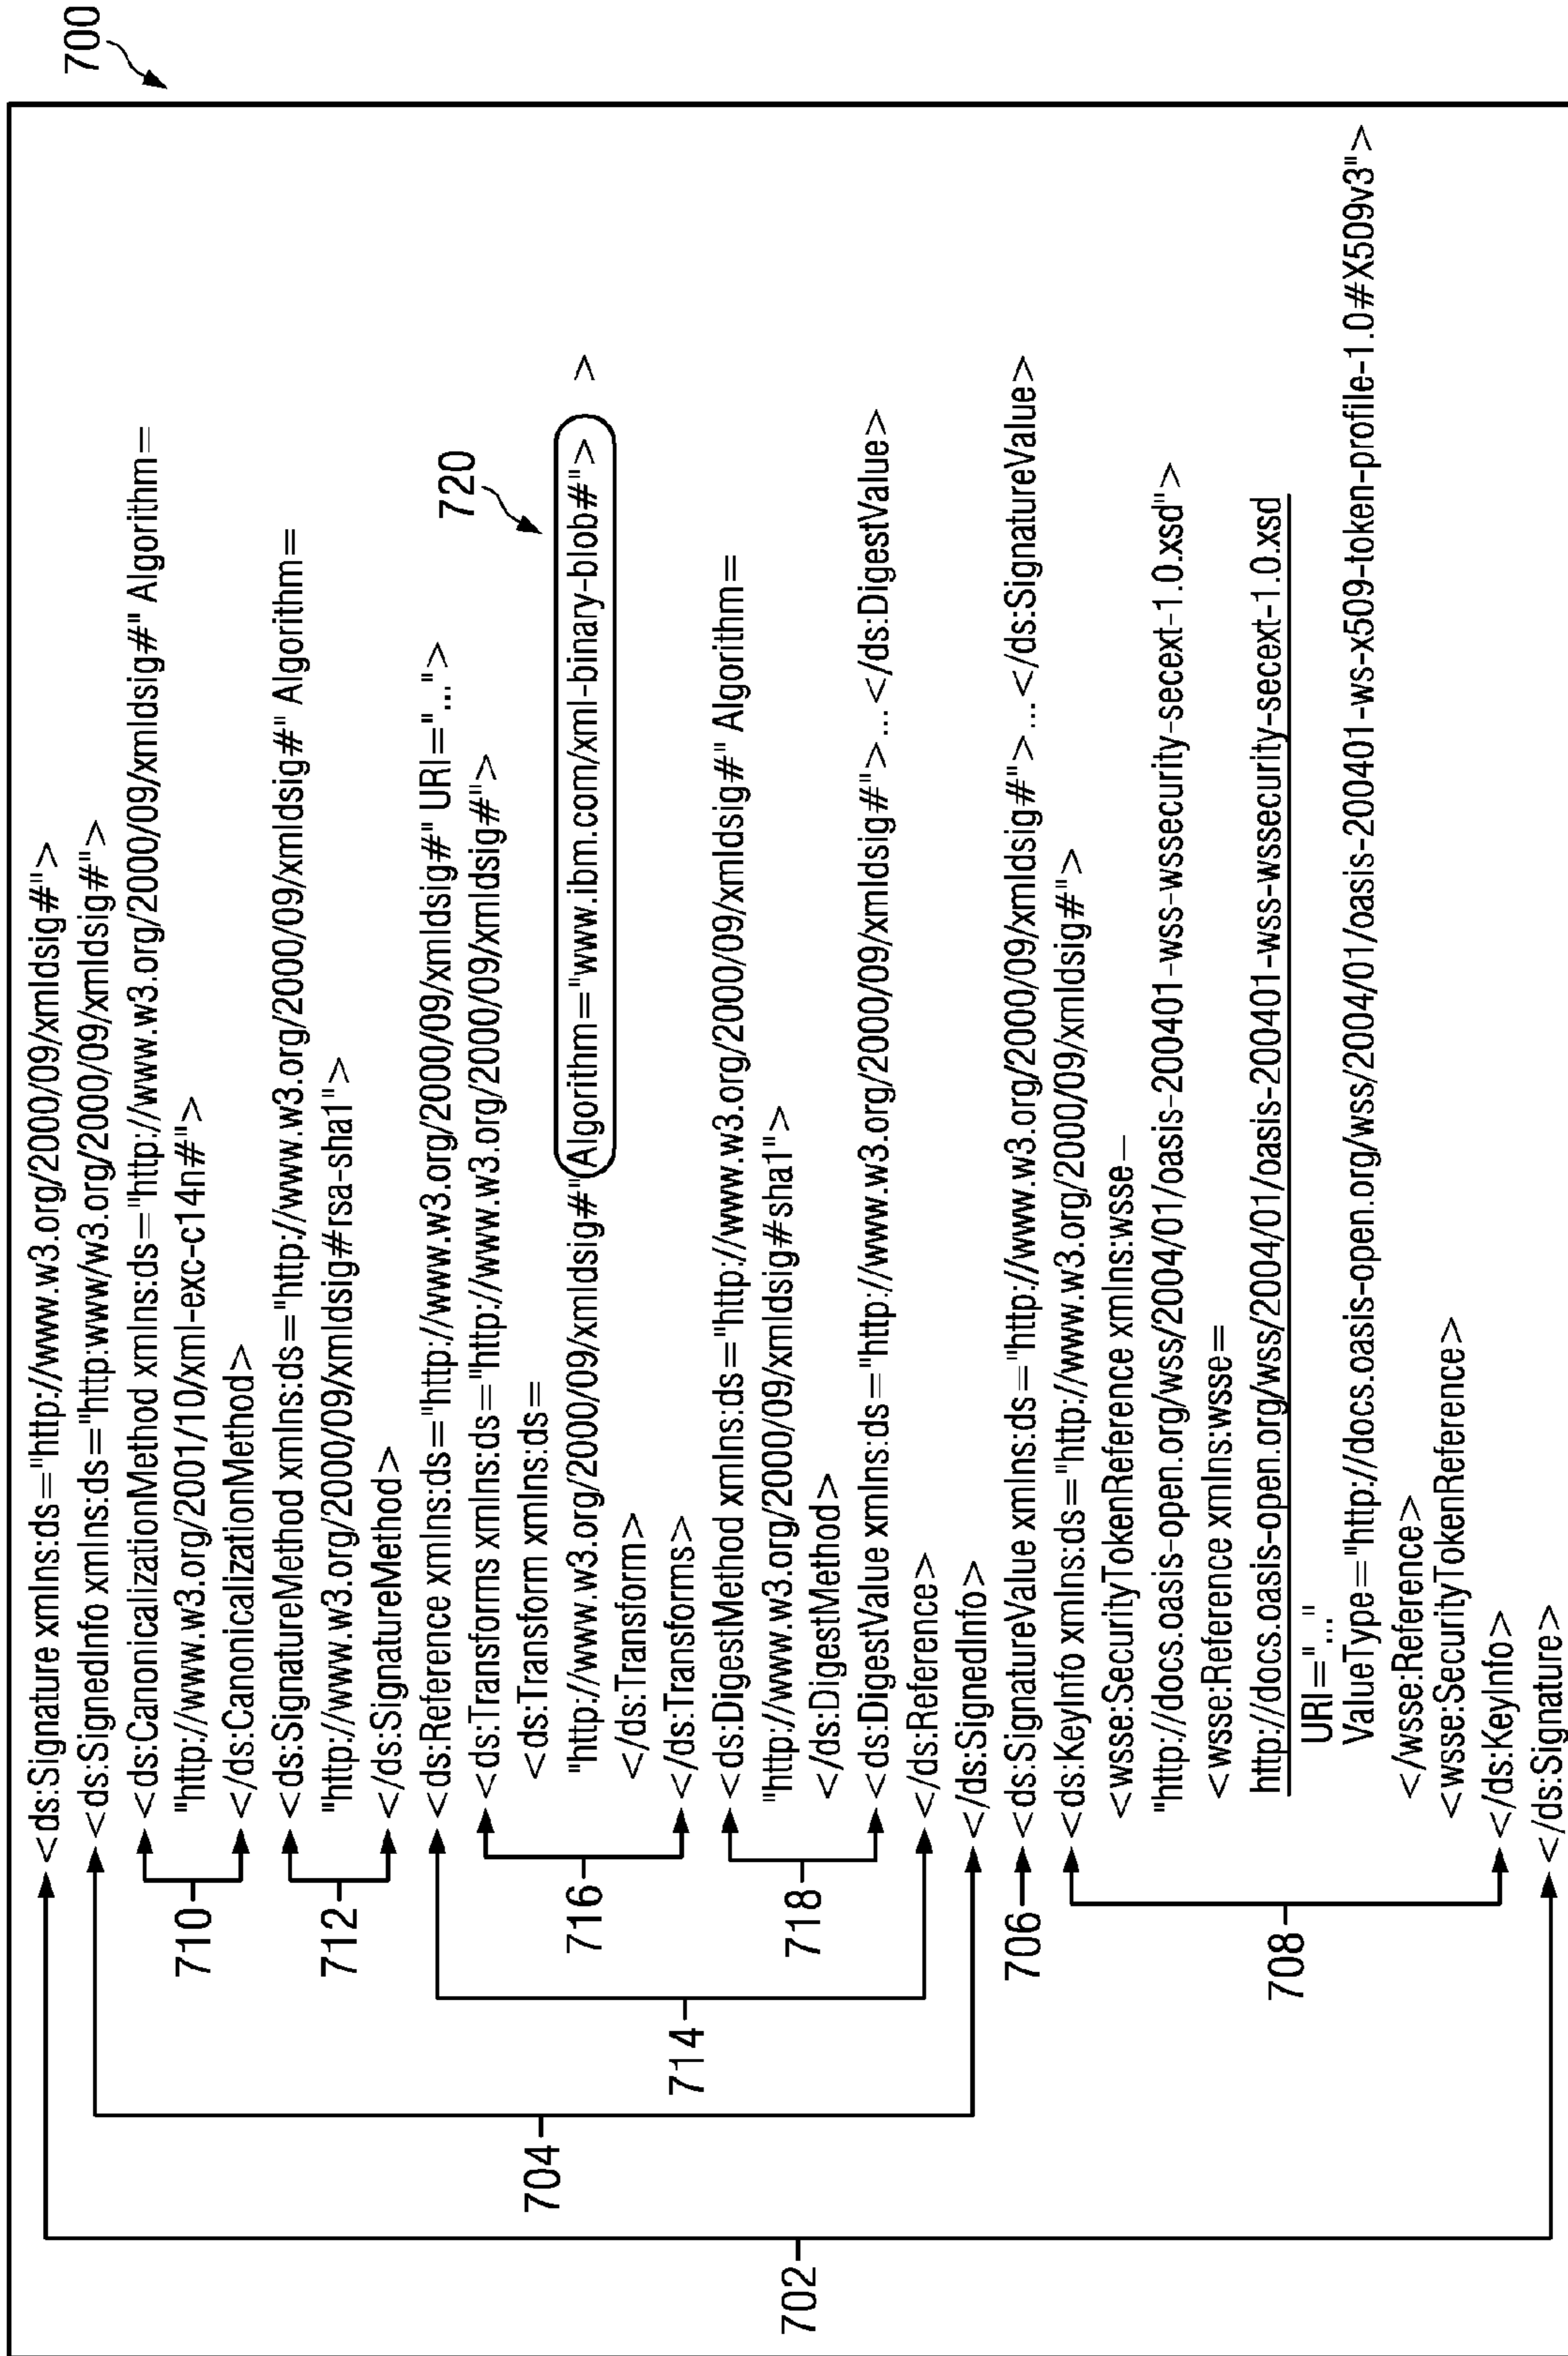 700
<ds:Signature xmlns:ds="http://www.w3.org/2000/09/xmldsig#">
<ds:SignedInfo xmlns:ds="http:www/w3.org/2000/09/xmldsig#">
<ds:CanonicalizationMethod xmlns:ds="http://www.w3.org/2000/09/xmldsig#" Algorithm=
"http://www.w3.org/2001/10/xml-exc-c14n#">
710
</ds:CanonicalizationMethod>
<ds:SignatureMethod xmlns:ds="http://www.w3.org/2000/09/xmldsig#" Algorithm=
712
"http://www.w3.org/2000/09/xmldsig#rsa-sha1">
</ds:SignatureMethod>
<ds:Reference xmlns:ds="http://www.w3.org/2000/09/xmldsig#" URI="...">
720
<ds:Transforms xmlns:ds="http://www.w3.org/2000/09/xmldsig#">
<ds:Transform xmlns:ds=
704
716
"http://www.w3.org/2000/09/xmldsig#" Algorithm="www.ibm.com/xml-binary-blob#"> >
</ds:Transform>
</ds:Transforms>
714
<ds:DigestMethod xmlns:ds="http://www.w3.org/2000/09/xmldsig#" Algorithm=
"http://www.w3.org/2000/09/xmldsig#sha1">
702
718
</ds:DigestMethod>
<ds:DigestValue xmlns:ds="http://www.w3.org/2000/09/xmldsig#">...</ds:DigestValue>
</ds:Reference>
</ds:SignedInfo>
706
<ds:SignatureValue xmlns:ds="http://www.w3.org/2000/09/xmldsig#">...</ds:SignatureValue>
<ds:KeyInfo xmlns:ds="http://www.w3.org/2000/09/xmldsig#">
<wsse:SecurityTokenReference xmlns:wsse—
"http://docs.oasis-open.org/wss/2004/01/oasis-200401-wss-wssecurity-secext-1.0.xsd">
<wsse:Reference xmlns:wsse=
708
http://docs.oasis-open.org/wss/2004/01/oasis-200401-wss-wssecurity-secext-1.0.xsd
URI="..."
ValueType="http://docs.oasis-open.org/wss/2004/01/oasis-200401-ws-x509-token-profile-1.0#X509v3">
</wsse:Reference>
<wsse:SecurityTokenReference>
</ds:KeyInfo>
</ds:Signature>